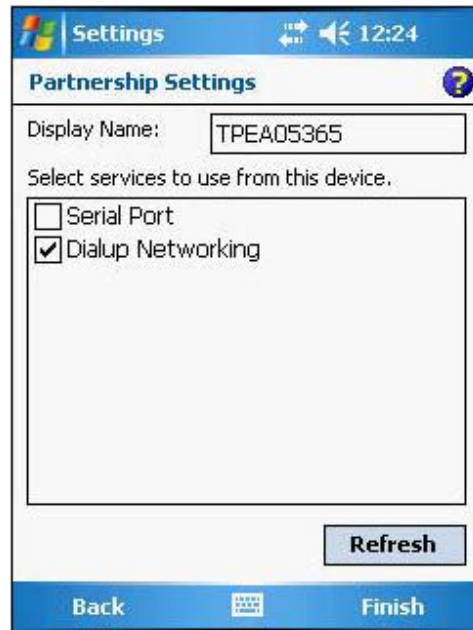 Settings 12:24
Partnership Settings ?
Display Name: TPEA05365
Select services to use from this device.
Serial Port
Dialup Networking
Refresh
Back Finish